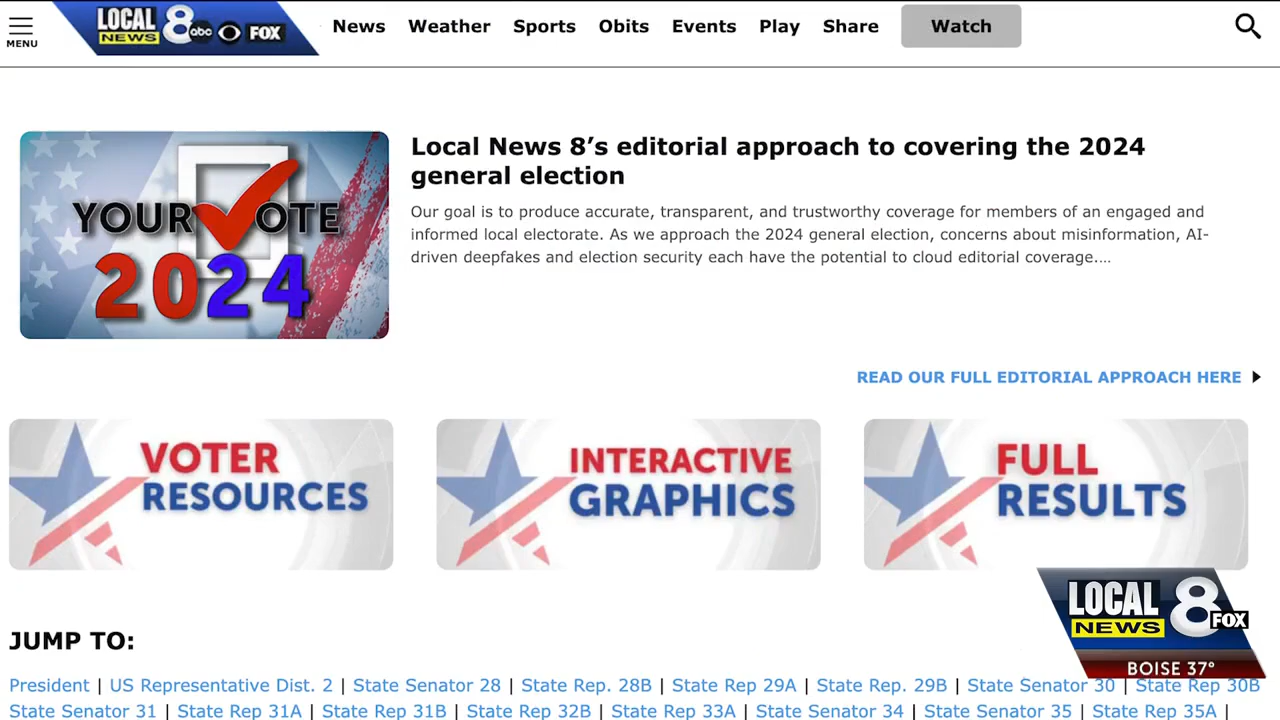 MENU
LOCAL NEWS 8 abc FOX
News Weather Sports Obits Events Play Share Watch
YOUR VOTE
2024
Local News 8’s editorial approach to covering the 2024
general election
Our goal is to produce accurate, transparent, and trustworthy coverage for members of an engaged and
informed local electorate. As we approach the 2024 general election, concerns about misinformation, AI-
driven deepfakes and election security each have the potential to cloud editorial coverage....
READ OUR FULL EDITORIAL APPROACH HERE
VOTER
RESOURCES
INTERACTIVE
GRAPHICS
FULL
RESULTS
LOCAL
NEWS 8 FOX
BOISE 37°
JUMP TO:
President | US Representative Dist. 2 | State Senator 28 | State Rep. 28B | State Rep 29A | State Rep. 29B | State Senator 30 | State Rep 30B
State Senator 31 | State Rep 31A | State Rep 31B | State Rep 32B | State Rep 33A | State Senator 34 | State Senator 35 | State Rep 35A |